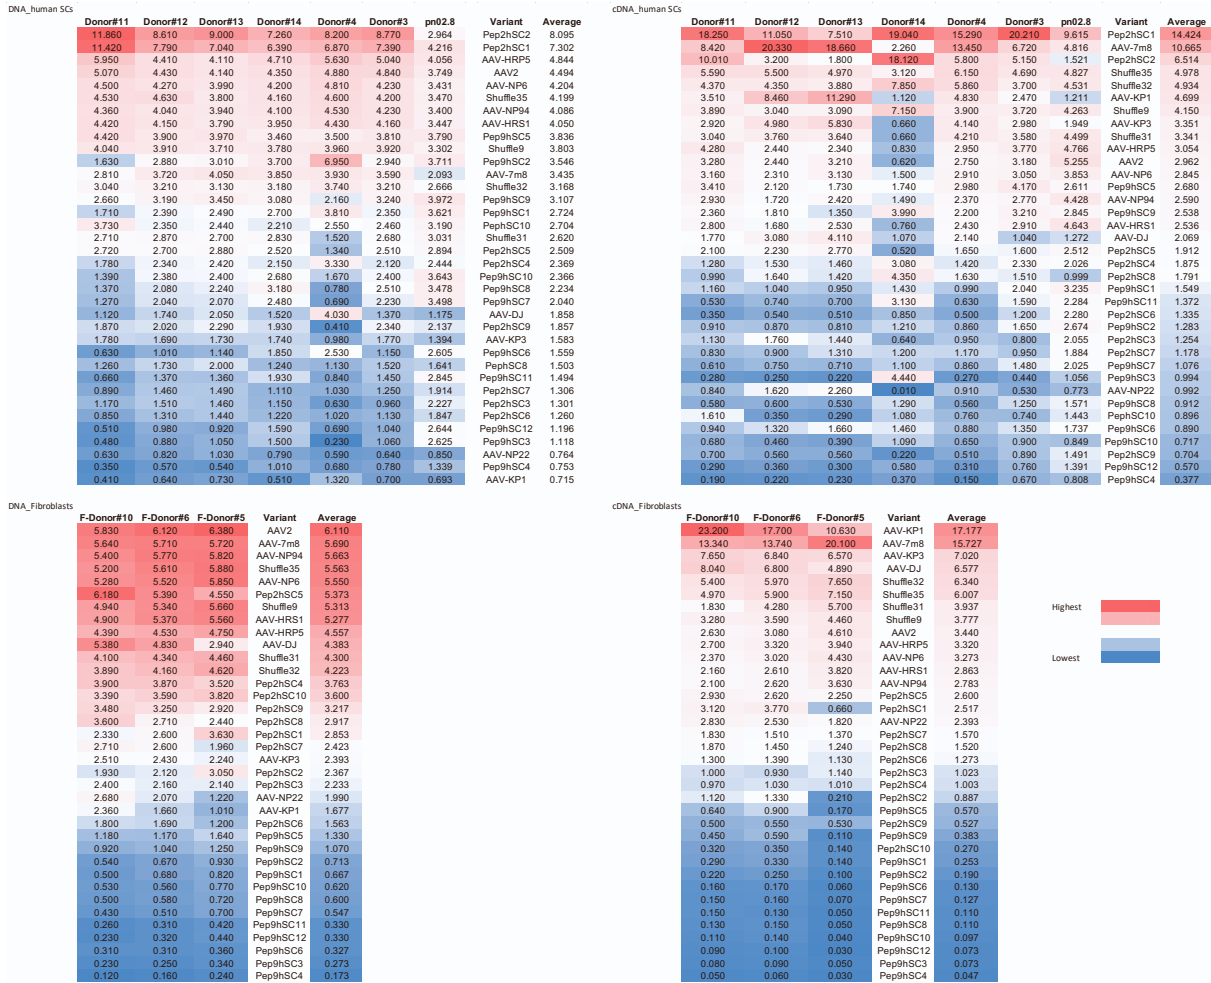 DNA_human SCs
Donor#11 Donor#12 Donor#13 Donor#14 Donor#4 Donor#3 pn02.8 Variant Average
11.860 8.610 9.000 7.260 8.200 8.770 2.964 Pep2hSC2 8.095
11.420 7.790 7.040 6.390 6.870 7.390 4.216 Pep2hSC1 7.302
5.950 4.410 4.110 4.710 5.630 5.040 4.056 AAV-HRP5 4.844
5.070 4.430 4.140 4.350 4.880 4.840 3.749 AAV2 4.494
4.500 4.270 3.990 4.200 4.820 4.210 3.431 AAV-NP6 4.204
4.530 4.630 3.800 4.160 4.600 4.200 3.470 Shuffle35 4.199
4.360 4.040 3.940 4.100 4.530 4.230 3.400 AAV-NP94 4.086
4.420 4.150 3.790 3.950 4.430 4.160 3.447 AAV-HRS1 4.050
4.420 3.900 3.970 3.460 3.500 3.810 3.790 Pep9hSC5 3.836
4.040 3.910 3.710 3.780 3.960 3.920 3.302 Shuffle9 3.803
1.630 2.880 3.010 3.700 6.950 2.940 3.711 Pep9hSC2 3.546
2.810 3.720 4.050 3.850 3.930 3.590 2.093 AAV-7m8 3.435
3.040 3.210 3.130 3.180 3.740 3.210 2.666 Shuffle32 3.168
2.660 3.190 3.450 3.080 2.160 3.240 3.972 Pep9hSC9 3.107
1.710 2.390 2.490 2.700 3.810 2.350 3.621 Pep9hSC1 2.724
3.730 2.350 1.440 2.210 2.550 2.460 3.190 PephSC10 2.704
2.710 2.870 1.520 2.830 1.520 2.680 3.031 Shuffle31 2.620
2.720 2.700 2.880 2.520 1.340 2.510 2.894 Pep2hSC5 2.509
1.780 2.340 2.420 2.150 3.330 2.120 2.444 Pep2hSC4 2.369
1.390 2.380 2.400 2.680 1.670 2.400 3.643 Pep9hSC10 2.366
1.370 2.080 2.240 3.180 0.780 2.510 3.478 Pep9hSC8 2.234
1.270 2.040 2.070 2.480 0.690 2.230 3.498 Pep9hSC7 2.040
1.120 1.740 2.050 1.520 4.030 1.370 1.175 AAV-DJ 1.858
1.870 2.020 2.290 1.930 0.410 2.340 2.137 Pep2hSC9 1.857
1.780 1.690 1.730 1.740 0.980 1.770 1.394 AAV-KP3 1.583
0.630 1.010 1.140 1.850 2.530 1.150 2.605 Pep9hSC6 1.559
1.260 1.730 2.000 1.240 1.130 1.520 1.641 PephSC8 1.503
0.660 1.370 1.360 1.930 0.840 1.450 2.845 Pep9hSC11 1.494
0.890 1.460 1.490 1.110 1.030 1.250 1.914 Pep2hSC7 1.306
1.170 1.510 1.460 1.150 0.630 0.960 2.227 Pep2hSC3 1.301
0.850 1.310 1.440 1.220 1.020 1.130 1.847 Pep2hSC6 1.260
0.510 0.980 0.920 1.590 0.690 1.040 2.644 Pep9hSC12 1.196
0.480 0.880 1.050 1.500 0.230 1.060 2.625 Pep9hSC3 1.118
0.630 0.820 1.030 0.790 0.590 0.640 0.850 AAV-NP22 0.764
0.350 0.570 0.540 1.010 0.680 0.780 1.339 Pep9hSC4 0.753
0.410 0.640 0.730 0.510 1.320 0.700 0.693 AAV-KP1 0.715
cDNA_human SCs
Donor#11 Donor#12 Donor#13 Donor#14 Donor#4 Donor#3 pn02.8 Variant Average
18.250 11.050 7.510 19.040 15.290 20.210 9.615 Pep2hSC1 14.424
8.420 20.330 18.660 2.260 13.450 6.720 4.816 AAV-7m8 10.665
10.010 3.200 1.800 18.120 5.800 5.150 1.521 Pep2hSC2 6.514
5.590 5.500 4.970 3.120 6.150 4.690 4.827 Shuffle35 4.978
4.370 4.350 3.880 7.850 5.860 3.700 4.531 Shuffle32 4.934
3.510 8.460 11.290 1.120 4.830 2.470 1.211 AAV-KP1 4.699
3.890 3.040 3.090 7.150 3.900 3.720 4.263 Shuffle9 4.150
2.920 4.980 5.830 0.660 4.140 2.980 1.949 AAV-KP3 3.351
3.040 3.760 3.640 0.660 4.210 3.580 4.499 Shuffle31 3.341
4.280 2.440 2.340 0.830 2.950 3.770 4.766 AAV-HRP5 3.054
3.280 2.440 3.210 0.620 2.750 3.180 5.255 AAV2 2.962
3.160 2.310 3.130 1.500 2.910 3.050 3.853 AAV-NP6 2.845
3.410 2.120 1.730 1.740 2.980 4.170 2.611 Pep9hSC5 2.680
2.930 1.720 2.420 1.490 2.370 2.770 4.428 AAV-NP94 2.590
2.360 1.810 1.350 3.990 2.200 3.210 2.845 Pep9hSC9 2.538
2.800 1.680 2.530 0.760 2.430 2.910 4.643 AAV-HRS1 2.536
1.770 3.080 4.110 1.070 2.140 1.040 1.272 AAV-DJ 2.069
2.100 2.230 2.770 0.520 1.650 1.600 2.512 Pep2hSC5 1.912
1.280 1.530 1.460 3.080 1.420 2.330 2.026 Pep2hSC4 1.875
0.990 1.640 1.420 4.350 1.630 1.510 0.999 Pep2hSC8 1.791
1.160 1.040 0.950 1.430 0.990 2.040 3.235 Pep9hSC1 1.549
0.530 0.740 0.700 3.130 0.630 1.590 2.284 Pep9hSC11 1.372
0.350 0.540 0.510 0.850 0.500 1.200 2.280 Pep2hSC6 1.335
0.910 0.870 0.810 1.210 0.860 1.650 2.674 Pep9hSC2 1.283
1.130 1.760 1.440 0.640 0.950 0.800 2.055 Pep2hSC3 1.254
0.830 0.900 1.310 1.200 1.170 0.950 1.884 Pep2hSC7 1.178
0.610 0.750 0.710 1.100 0.860 1.480 2.025 Pep9hSC7 1.076
0.280 0.250 0.220 4.440 0.270 0.440 1.056 Pep9hSC3 0.994
0.840 1.620 2.260 0.010 0.910 0.530 0.773 AAV-NP22 0.992
0.580 0.600 0.530 1.290 0.560 1.250 1.571 Pep9hSC8 0.912
1.610 0.350 0.290 1.080 0.760 0.740 1.443 PephSC10 0.896
0.940 1.320 1.660 1.460 0.880 1.350 1.737 Pep9hSC6 0.890
0.680 0.460 0.390 1.090 0.650 0.900 0.849 Pep9hSC10 0.717
0.700 0.560 0.560 0.220 0.510 0.890 1.491 Pep2hSC9 0.704
0.290 0.360 0.300 0.580 0.310 0.760 1.391 Pep9hSC12 0.570
0.190 0.220 0.230 0.370 0.150 0.670 0.808 Pep9hSC4 0.377
DNA_Fibroblasts
F-Donor#10 F-Donor#6 F-Donor#5 Variant Average
5.830 6.120 6.380 AAV2 6.110
5.640 5.710 5.720 AAV-7m8 5.690
5.400 5.770 5.820 AAV-NP94 5.663
5.200 5.610 5.880 Shuffle35 5.563
5.280 5.520 5.850 AAV-NP6 5.550
6.180 5.390 4.550 Pep2hSC5 5.373
4.940 5.340 5.660 Shuffle9 5.313
4.900 5.370 5.560 AAV-HRS1 5.277
4.390 4.530 4.750 AAV-HRP5 4.557
5.380 4.830 2.940 AAV-DJ 4.383
4.100 4.340 4.460 Shuffle31 4.300
3.890 4.160 4.620 Shuffle32 4.223
3.900 3.870 3.520 Pep2hSC4 3.763
3.390 3.590 3.820 Pep2hSC10 3.600
3.480 3.250 2.920 Pep2hSC9 3.217
3.600 2.710 2.440 Pep2hSC8 2.917
2.330 2.600 3.630 Pep2hSC1 2.853
2.710 2.600 1.960 Pep2hSC7 2.423
2.510 2.430 2.240 AAV-KP3 2.393
1.930 2.120 3.050 Pep2hSC2 2.367
2.400 2.160 2.140 Pep2hSC3 2.233
2.680 2.070 1.220 AAV-NP22 1.990
2.360 1.660 1.010 AAV-KP1 1.677
1.800 1.690 1.200 Pep2hSC6 1.563
1.180 1.170 1.640 Pep9hSC5 1.330
0.920 1.040 1.250 Pep9hSC9 1.070
0.540 0.670 0.930 Pep9hSC2 0.713
0.500 0.680 0.820 Pep9hSC1 0.667
0.530 0.560 0.770 Pep9hSC10 0.620
0.500 0.580 0.720 Pep9hSC8 0.600
0.430 0.510 0.700 Pep9hSC7 0.547
0.260 0.310 0.420 Pep9hSC11 0.330
0.230 0.320 0.440 Pep9hSC12 0.330
0.310 0.310 0.360 Pep9hSC6 0.327
0.230 0.250 0.340 Pep9hSC3 0.273
0.120 0.160 0.240 Pep9hSC4 0.173
cDNA_Fibroblasts
F-Donor#10 F-Donor#6 F-Donor#5 Variant Average
23.200 17.700 10.630 AAV-KP1 17.177
13.340 13.740 20.100 AAV-7m8 15.727
7.650 6.840 6.570 AAV-KP3 7.020
8.040 6.800 4.890 AAV-DJ 6.577
5.400 5.970 7.650 Shuffle32 6.340
4.970 5.900 7.150 Shuffle35 6.007
1.830 4.280 5.700 Shuffle31 3.937
3.280 3.590 4.460 Shuffle9 3.777
2.630 3.080 4.610 AAV2 3.440
2.700 3.320 3.940 AAV-HRP5 3.320
2.370 3.020 4.430 AAV-NP6 3.273
2.160 2.610 3.820 AAV-HRS1 2.863
2.100 2.620 3.630 AAV-NP94 2.783
2.930 2.620 2.250 Pep2hSC5 2.600
3.120 3.770 0.660 Pep2hSC1 2.517
2.830 2.530 1.820 AAV-NP22 2.393
1.830 1.510 1.370 Pep2hSC7 1.570
1.870 1.450 1.240 Pep2hSC8 1.520
1.300 1.390 1.130 Pep2hSC6 1.273
1.000 0.930 1.140 Pep2hSC3 1.023
0.970 1.030 1.010 Pep2hSC4 1.003
1.120 1.330 0.210 Pep2hSC2 0.887
0.640 0.900 0.170 Pep9hSC5 0.570
0.500 0.550 0.530 Pep2hSC9 0.527
0.450 0.590 0.110 Pep9hSC9 0.383
0.320 0.350 0.140 Pep2hSC10 0.270
0.290 0.330 0.140 Pep9hSC1 0.253
0.220 0.250 0.100 Pep9hSC2 0.190
0.160 0.170 0.060 Pep9hSC6 0.130
0.150 0.160 0.070 Pep9hSC7 0.127
0.150 0.130 0.050 Pep9hSC11 0.110
0.130 0.150 0.050 Pep9hSC8 0.110
0.110 0.140 0.040 Pep9hSC10 0.097
0.090 0.100 0.030 Pep9hSC12 0.073
0.080 0.090 0.050 Pep9hSC3 0.073
0.050 0.060 0.030 Pep9hSC4 0.047
Highest
Lowest